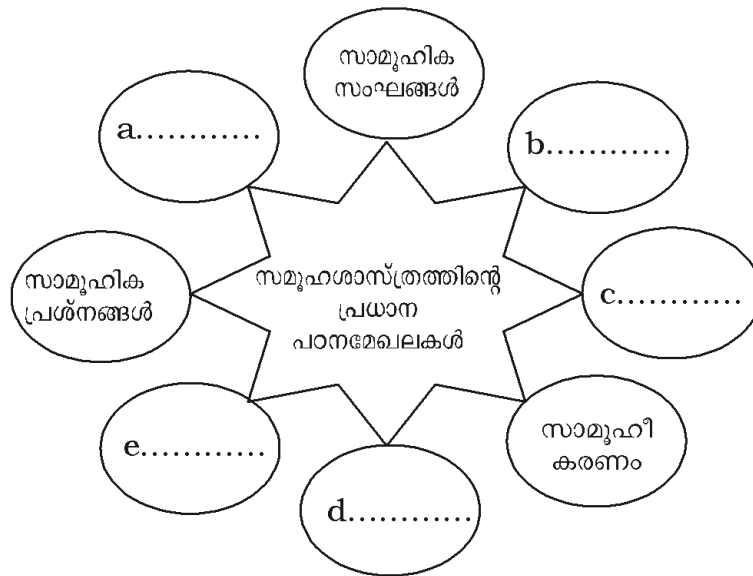 സാമൂഹിക
സംഘങ്ങൾ
a............
b............
സാമൂഹിക
പ്രശ്നങ്ങൾ
സമൂഹശാസ്ത്രത്തിന്റെ
പ്രധാന
പഠനമേഖലകൾ
c............
e............
സാമൂഹീ
കരണം
d............